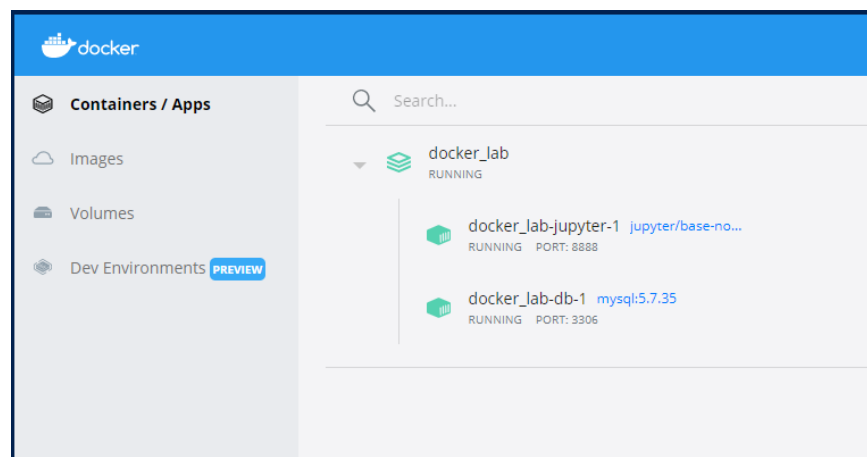 docker
Containers / Apps
Images
Volumes
Dev Environments PREVIEW
Search...
docker_lab
RUNNING
docker_lab-jupyter-1 jupyter/base-no...
RUNNING PORT: 8888
docker_lab-db-1 mysql:5.7.35
RUNNING PORT: 3306